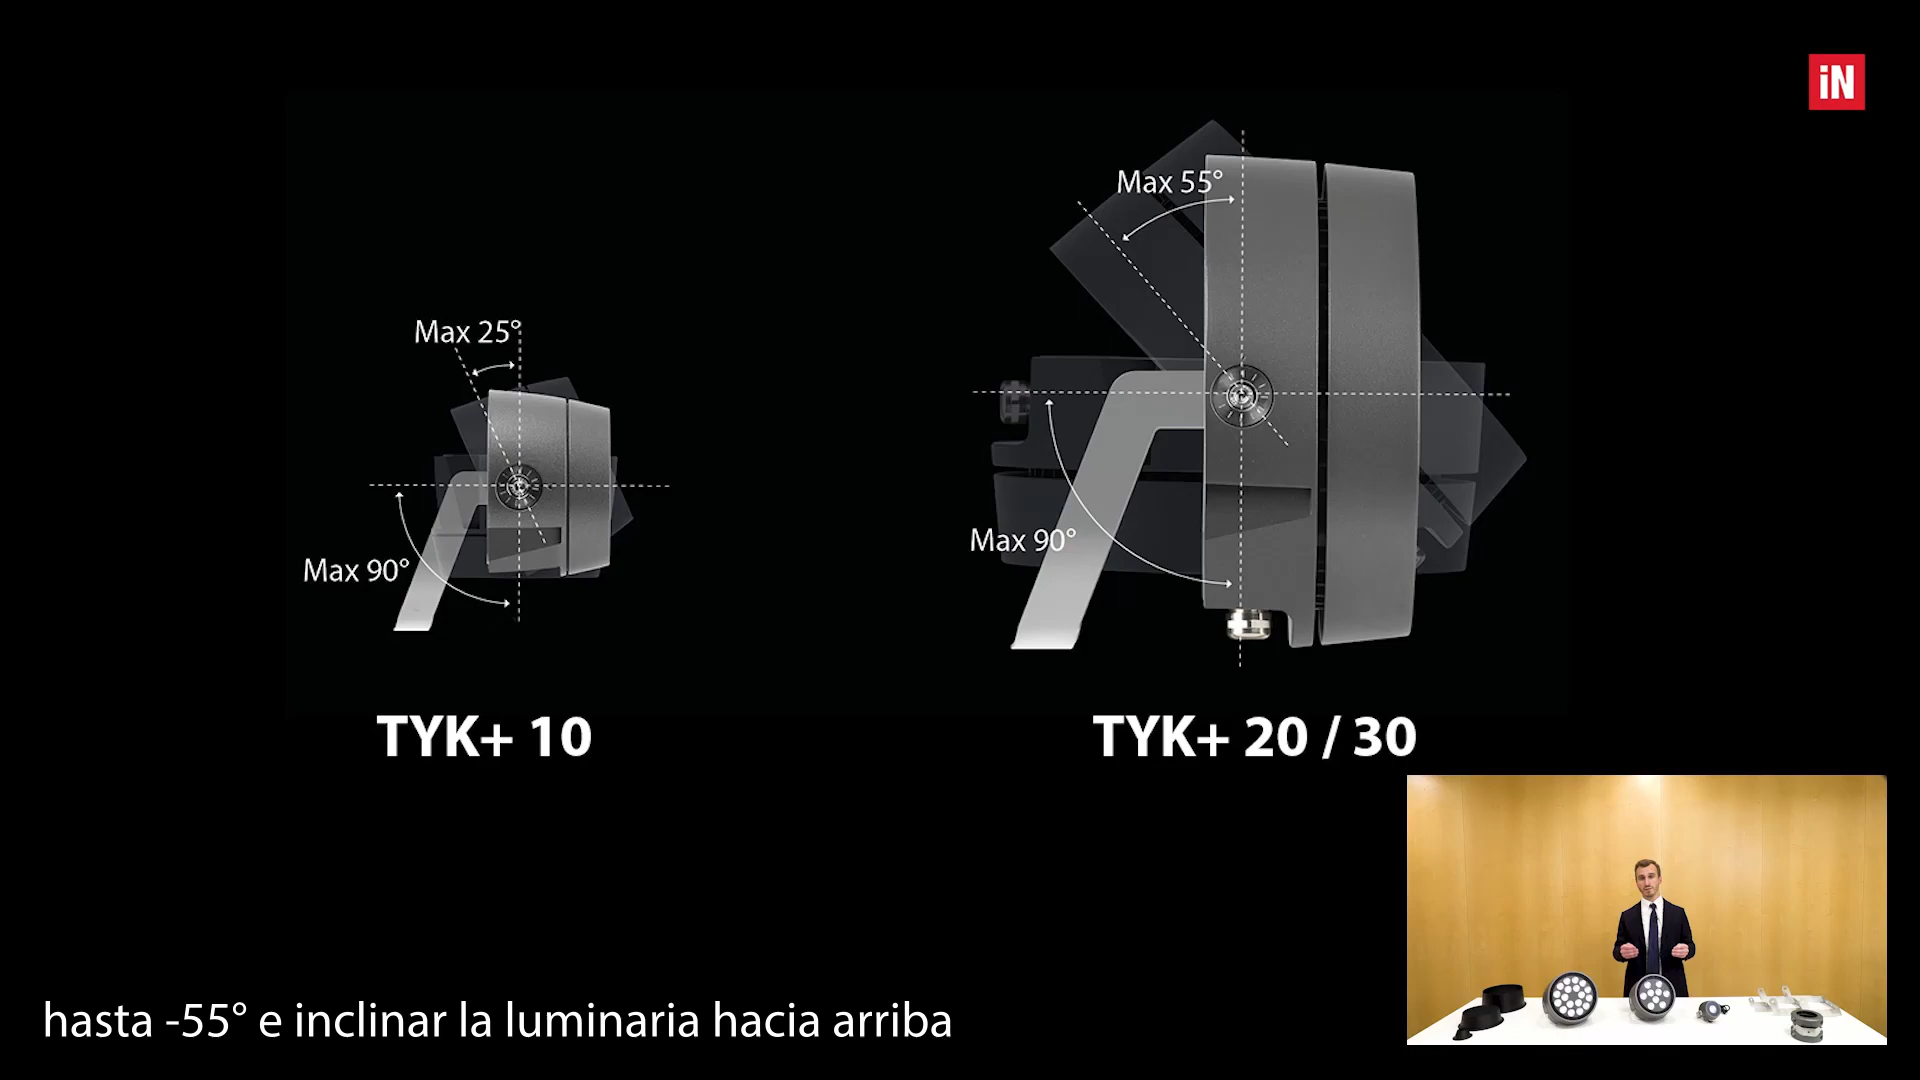 iN
Max 55°
Max 25°
Max 90°
Max 90°
TYK+ 10
TYK+ 20 / 30
hasta -55° e inclinar la luminaria hacia arriba